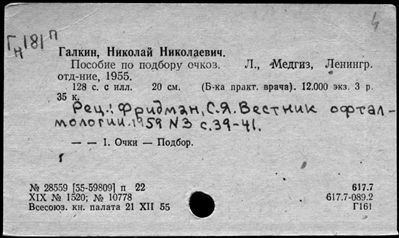 4
Гн181п
Галкин, Николай Николаевич.
Пособие по подбору очков. Л., Медгиз, Ленингр.
отд-ние, 1955.
128 с. с илл. 20 см. (Б-ка практ. врача). 12.000 экз. 3 р.
35 к.
Рец.: Фридман, С.Я. Вестник офтал-
мологии. 1959 N3 с.39-41.
— — 1. Очки — Подбор.
№ 28559 [55-59809] п 22 617.7
XIX № 1520; № 10778 617.7-089.2
Всесоюз. кн. палата 21 XII 55 Г161